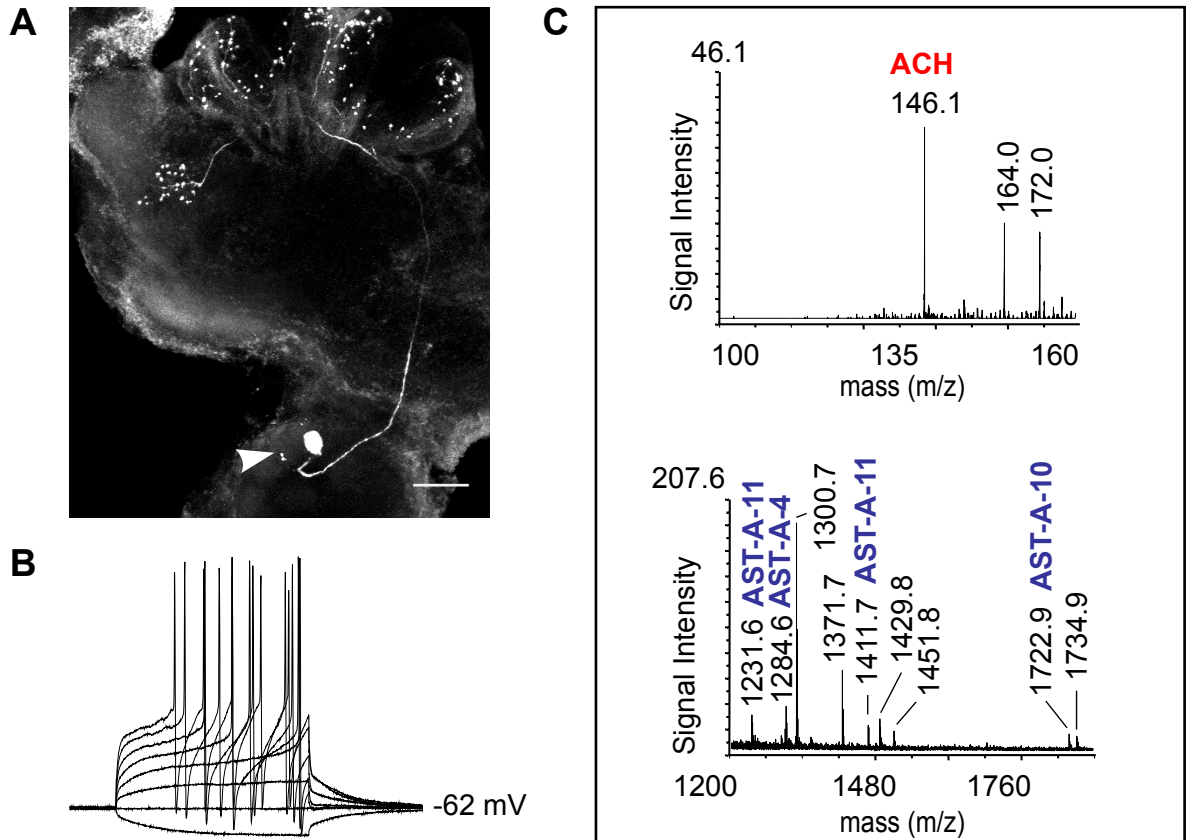 A
B
-62 mV
C
46.1
ACH
146.1
164.0
172.0
Signal Intensity
100 135 160
mass (m/z)
207.6
1231.6 AST-A-11
1284.6 AST-A-4
1300.7
1371.7
1411.7 AST-A-11
1429.8
1451.8
1722.9 AST-A-10
1734.9
Signal Intensity
1200 1480 1760
mass (m/z)